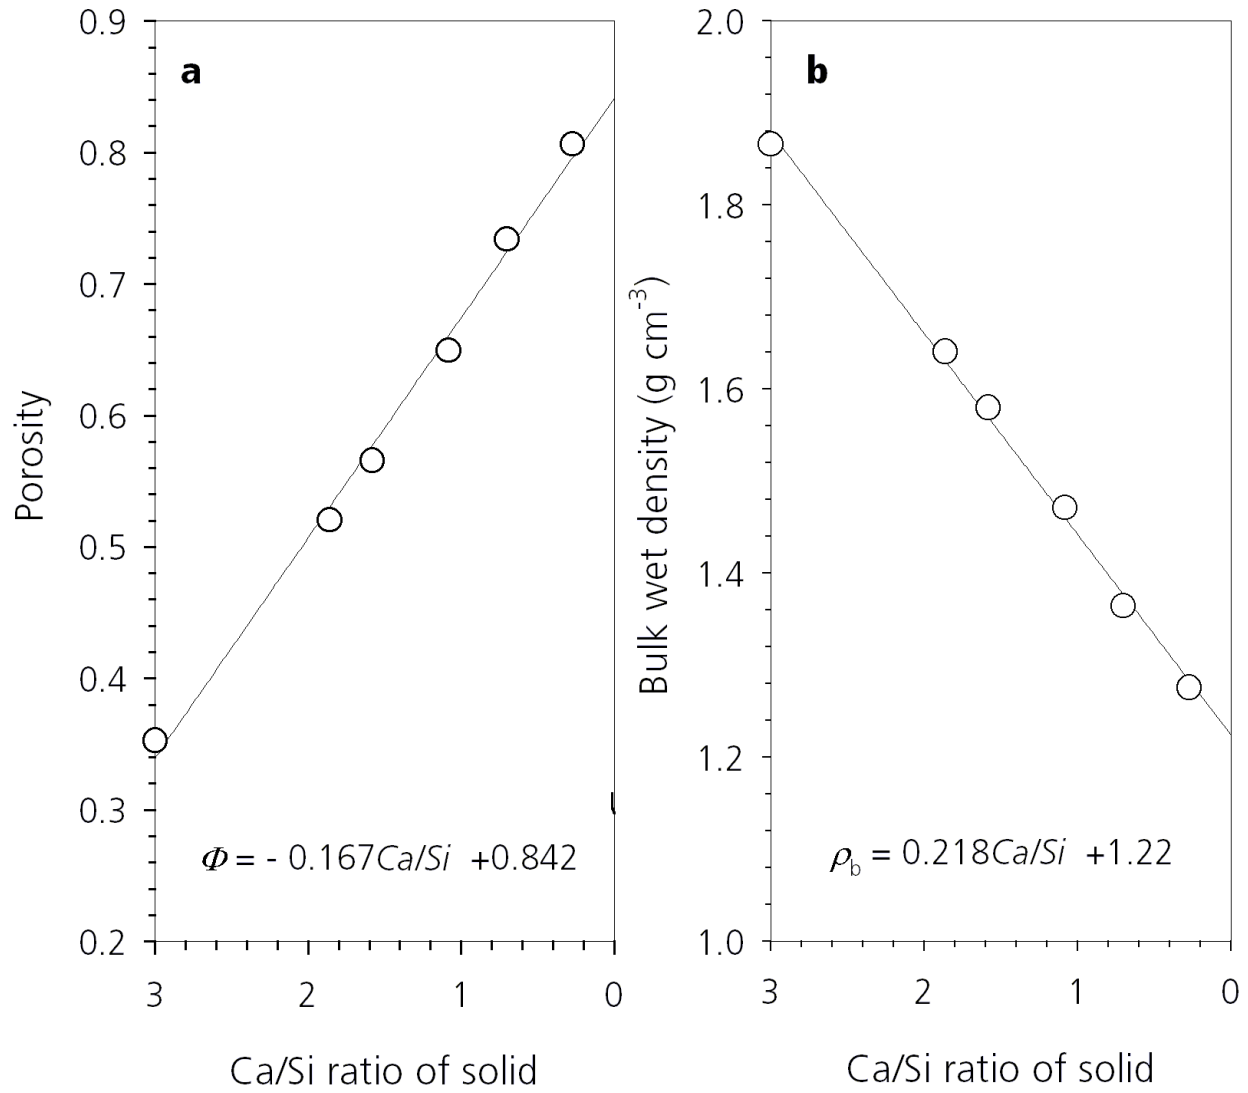 a
0.9
0.8
0.7
0.6
0.5
0.4
0.3
0.2
Porosity
Φ = - 0.167Ca/Si +0.842
3 2 1 0
Ca/Si ratio of solid
b
2.0
1.8
1.6
1.4
1.2
1.0
Bulk wet density (g cm-3)
ρb = 0.218Ca/Si +1.22
3 2 1 0
Ca/Si ratio of solid